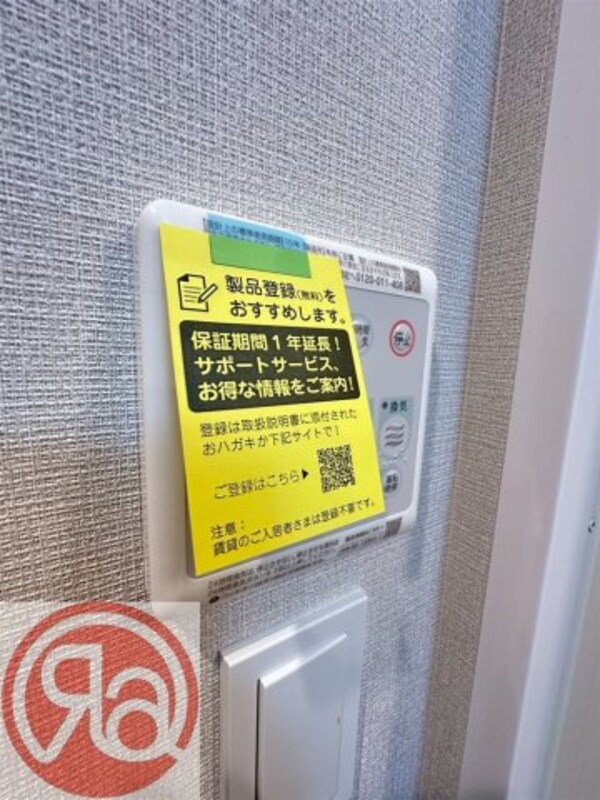 0120-011-408
製品登録(無料)を
おすすめします。
保証期間1年延長！
サポートサービス、
お得な情報をご案内！
登録は取扱説明書に添付された
おハガキか下記サイトで！
ご登録はこちら▶
注意：
賃貸のご入居者さまは登録不要です。
停止
換気
Ra